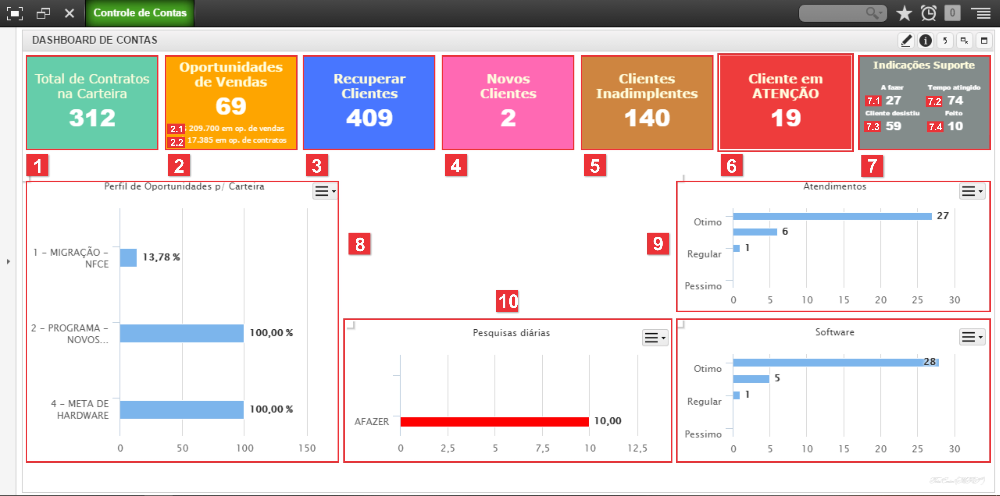 Controle de Contas
0
DASHBOARD DE CONTAS
Total de Contratos
na Carteira
312
Oportunidades
de Vendas
69
2.1 209.700 em op. de vendas
2.2 17.385 em op. de contratos
Recuperar
Clientes
409
Novos
Clientes
2
Clientes
Inadimplentes
140
Cliente em
ATENÇÃO
19
Indicações Suporte
A fazer Tempo atingido
7.1 27 7.2 74
Cliente desistiu Feito
7.3 59 7.4 10
1 2 3 4 5 6 7
Perfil de Oportunidades p/ Carteira
1 - MIGRAÇÃO -
NFCE
13,78 %
2 - PROGRAMA -
NOVOS...
100,00 %
4 - META DE
HARDWARE
100,00 %
0 50 100 150
8
9
Atendimentos
Otimo
27
6
Regular
1
Pessimo
0 5 10 15 20 25 30
10
Pesquisas diárias
AFAZER
10,00
0 2,5 5 7,5 10 12,5
Software
Otimo
28
5
Regular
1
Pessimo
0 5 10 15 20 25 30